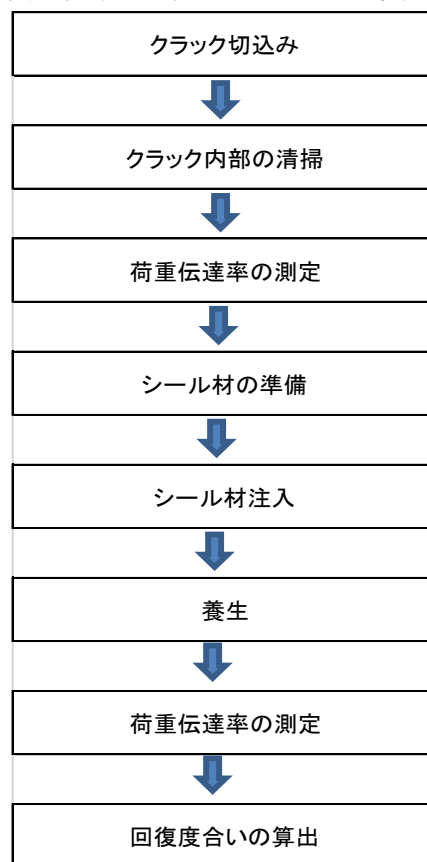 クラック切込み
クラック内部の清掃
荷重伝達率の測定
シール材の準備
シール材注入
養生
荷重伝達率の測定
回復度合いの算出